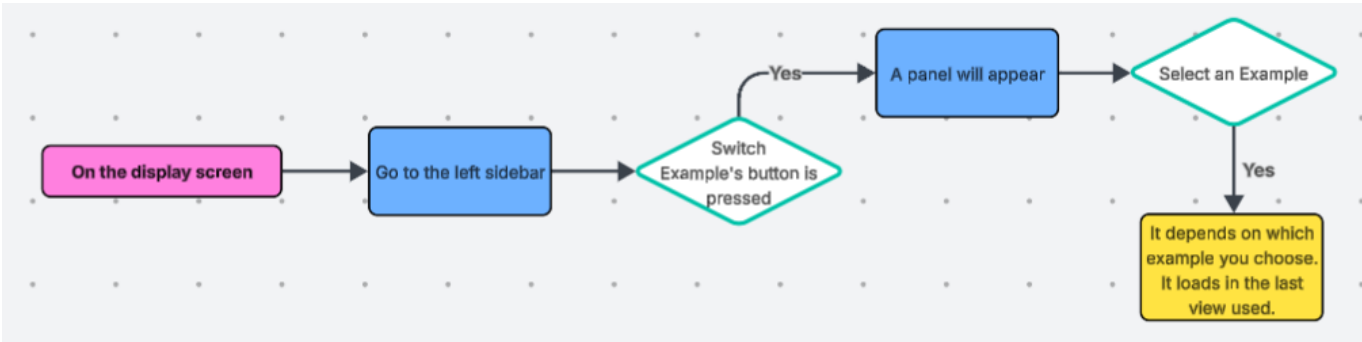 On the display screen
Go to the left sidebar
Switch
Example's button is
pressed
Yes
A panel will appear
Select an Example
Yes
It depends on which
example you choose.
It loads in the last
view used.